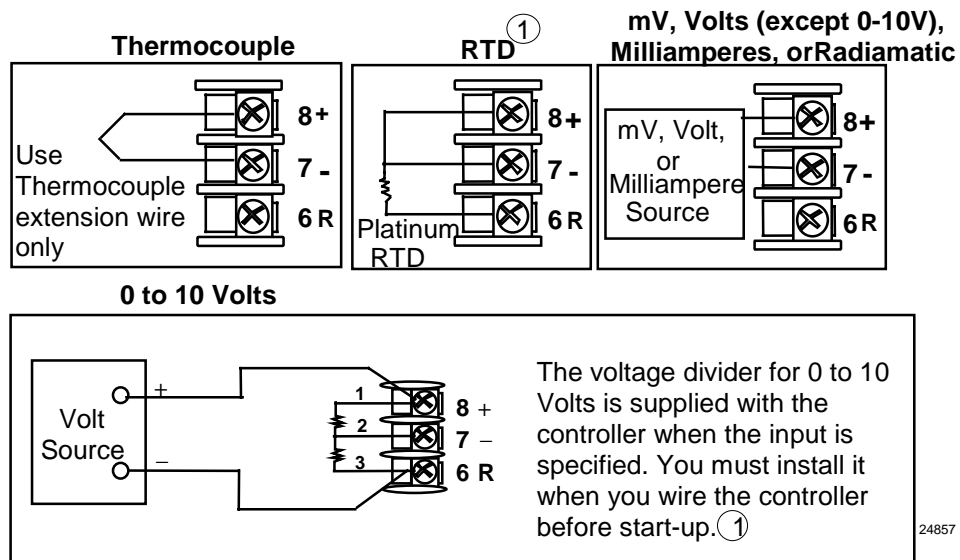 Thermocouple
8+
7 -
6 R
Use
Thermocouple
extension wire
only
RTD 1
8+
7 -
6 R
Platinum
RTD
mV, Volts (except 0-10V),
Milliamperes, orRadiamatic
8+
7 -
6R
mV, Volt,
or
Milliampere
Source
0 to 10 Volts
Volt
Source
+
–
1
2
3
8 +
7 –
6 R
The voltage divider for 0 to 10
Volts is supplied with the
controller when the input is
specified. You must install it
when you wire the controller
before start-up. 1
24857